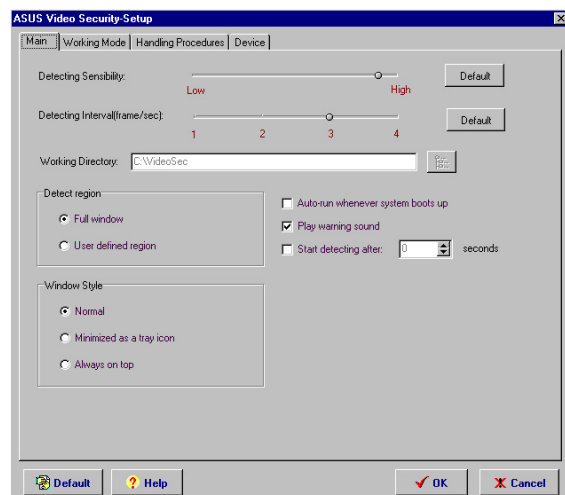 ASUS Video Security-Setup
Main Working Mode Handling Procedures Device
Detecting Sensibility: Default
Low High
Detecting Interval(frame/sec): Default
1 2 3 4
Working Directory: C:\VideoSec
Detect region
Full window
User defined region
Auto-run whenever system boots up
Play warning sound
Start detecting after: 0 seconds
Window Style
Normal
Minimized as a tray icon
Always on top
Default ? Help OK Cancel